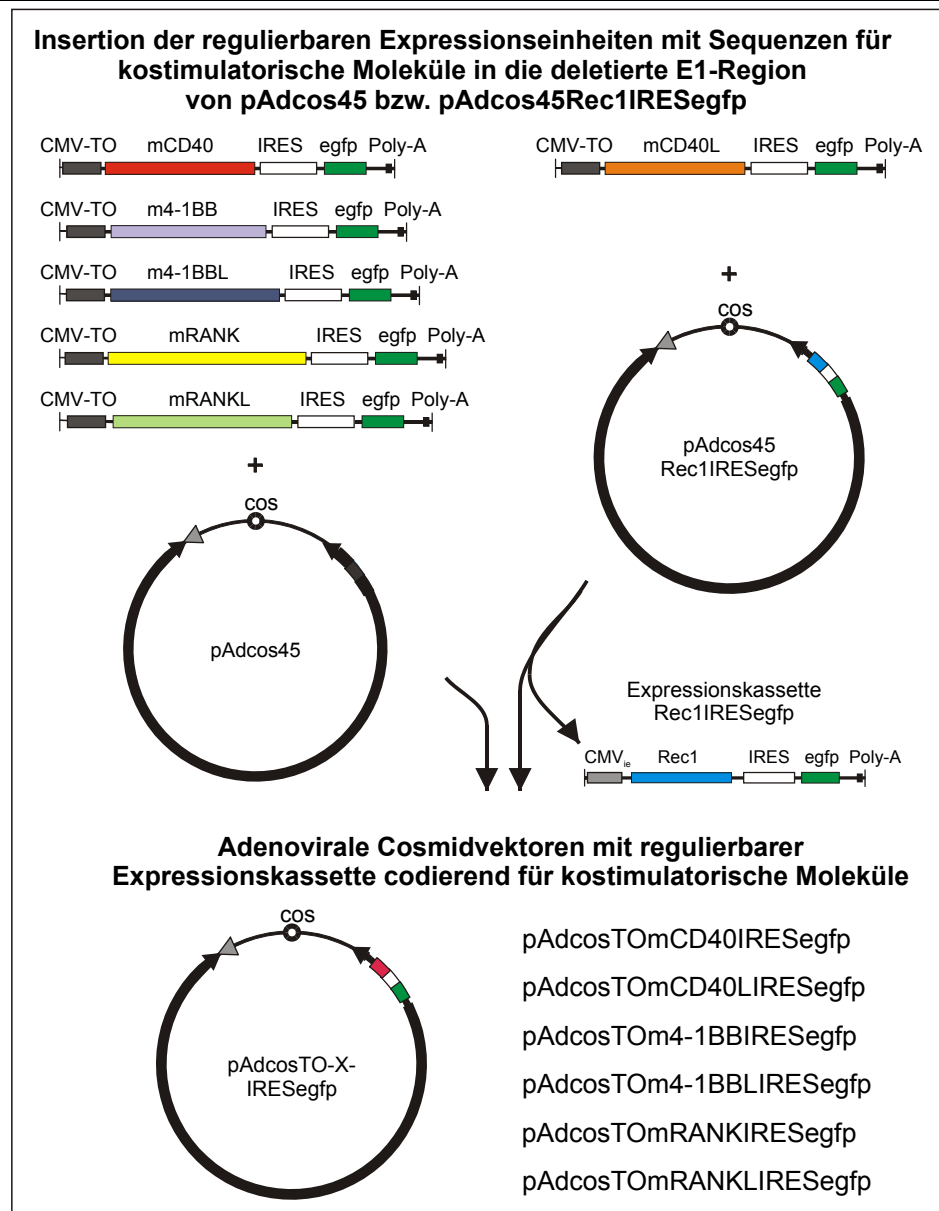 Insertion der regulierbaren Expressionseinheiten mit Sequenzen für
kostimulatorische Moleküle in die deletierte E1-Region
von pAdcos45 bzw. pAdcos45Rec1IRESegfp
CMV-TO mCD40 IRES egfp Poly-A
CMV-TO mCD40L IRES egfp Poly-A
CMV-TO m4-1BB IRES egfp Poly-A
CMV-TO m4-1BBL IRES egfp Poly-A
CMV-TO mRANK IRES egfp Poly-A
CMV-TO mRANKL IRES egfp Poly-A
+
cos
pAdcos45
+
cos
pAdcos45
Rec1IRESegfp
Expressionskassette
Rec1IRESegfp
CMVie Rec1 IRES egfp Poly-A
Adenovirale Cosmidvektoren mit regulierbarer
Expressionskassette codierend für kostimulatorische Moleküle
cos
pAdcosTO-X-
IRESegfp
pAdcosTOmCD40IRESegfp
pAdcosTOmCD40LIRESegfp
pAdcosTOm4-1BBIRESegfp
pAdcosTOm4-1BBLIRESegfp
pAdcosTOmRANKIRESegfp
pAdcosTOmRANKLIRESegfp